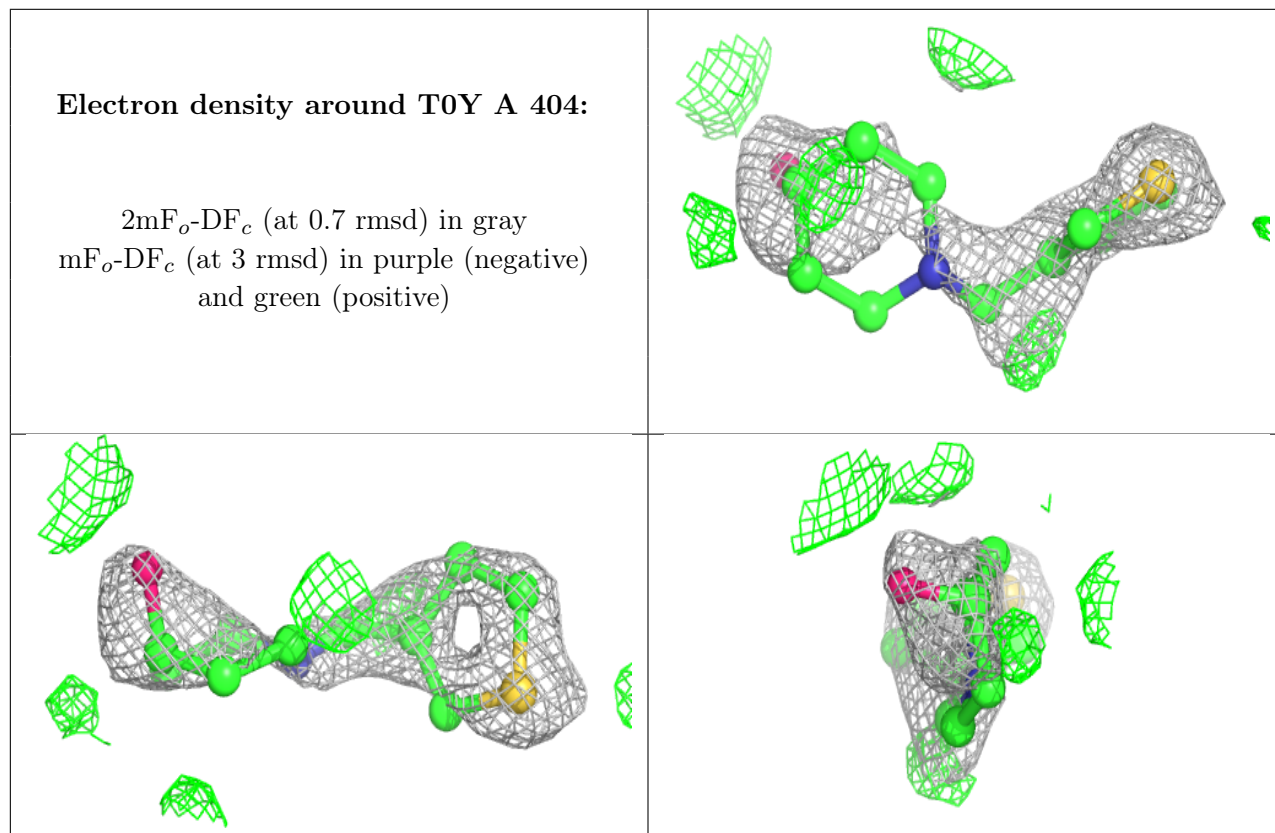 Electron density around T0Y A 404:
2mFo-DFc (at 0.7 rmsd) in gray
mFo-DFc (at 3 rmsd) in purple (negative)
and green (positive)